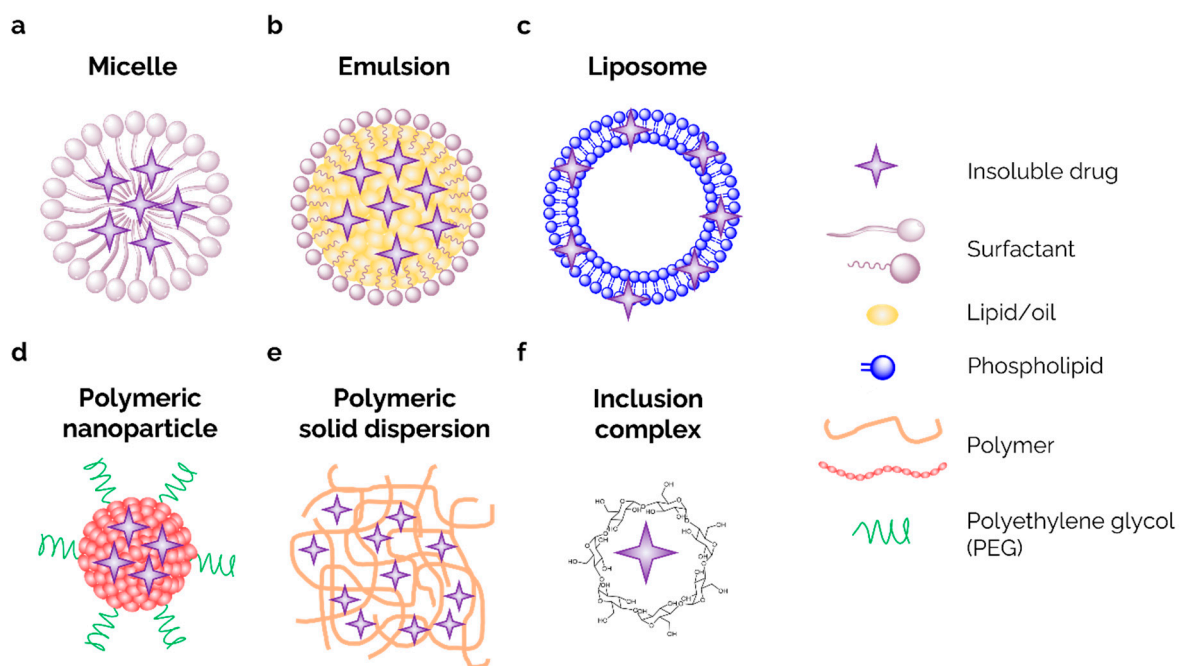 a
Micelle
b
Emulsion
c
Liposome
d
Polymeric
nanoparticle
e
Polymeric
solid dispersion
f
Inclusion
complex
Insoluble drug
Surfactant
Lipid/oil
Phospholipid
Polymer
Polyethylene glycol
(PEG)